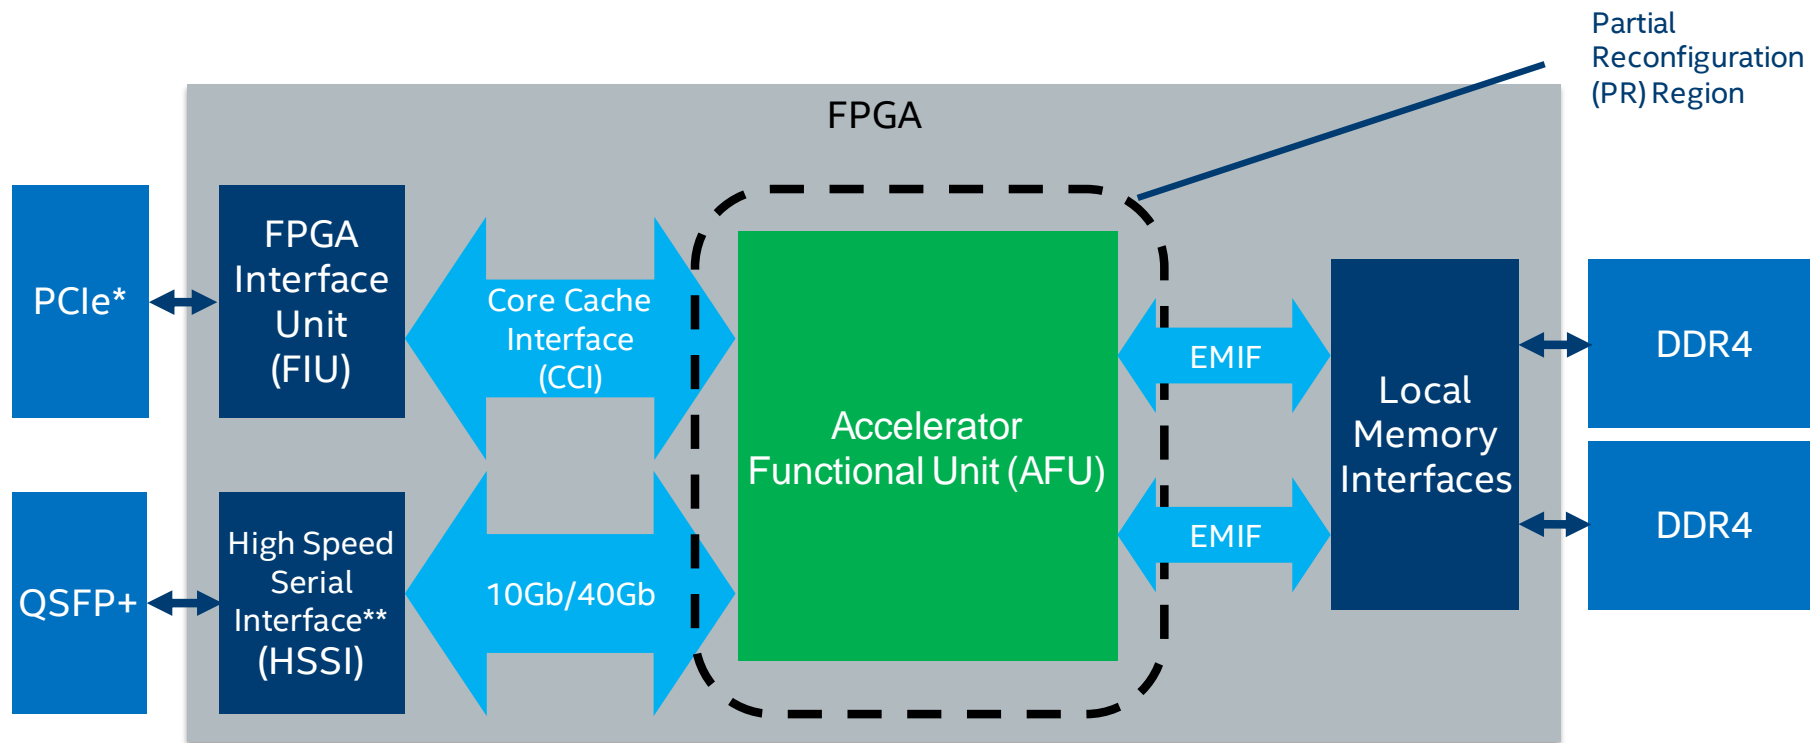 Partial
Reconfiguration
(PR) Region
FPGA
PCIe*
FPGA
Interface
Unit
(FIU)
Core Cache
Interface
(CCI)
Accelerator
Functional Unit (AFU)
EMIF
EMIF
Local
Memory
Interfaces
DDR4
DDR4
QSFP+
High Speed
Serial
Interface**
(HSSI)
10Gb/40Gb